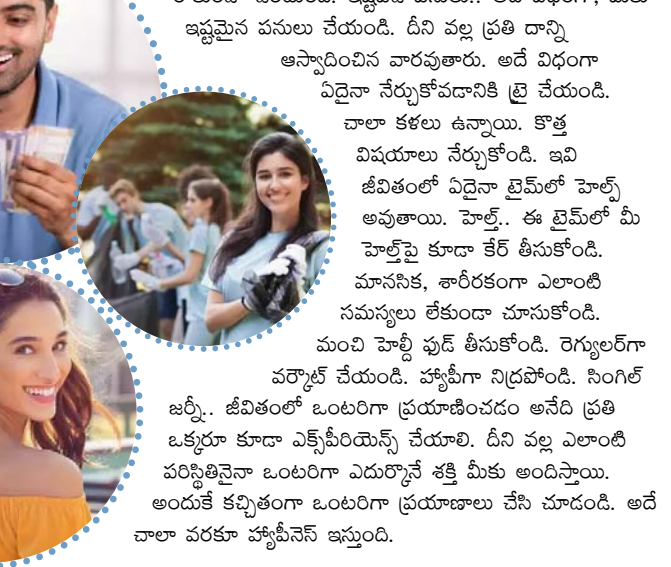 ఇష్టమైన పనులు చేయండి. దీని వల్ల ప్రతి దాన్ని
ఆస్వాదించిన వారవుతారు. అదే విధంగా
ఏదైనా నేర్చుకోవడానికి ట్రై చేయండి.
చాలా కళలు ఉన్నాయి. కొత్త
విషయాలు నేర్చుకోండి. ఇవి
జీవితంలో ఏదైనా టైమ్‌లో హెల్ప్
అవుతాయి. హెల్త్.. ఈ టైమ్‌లో మీ
హెల్త్‌పై కూడా కేర్ తీసుకోండి.
మానసిక, శారీరకంగా ఎలాంటి
సమస్యలు లేకుండా చూసుకోండి.
మంచి హెల్దీ ఫుడ్ తీసుకోండి. రెగ్యులర్‌గా
వర్కౌట్ చేయండి. హ్యాపీగా నిద్రపోండి. సింగిల్
జర్నీ.. జీవితంలో ఒంటరిగా ప్రయాణించడం అనేది ప్రతి
ఒక్కరూ కూడా ఎక్స్‌పీరియెన్స్ చేయాలి. దీని వల్ల ఎలాంటి
పరిస్థితినైనా ఒంటరిగా ఎదుర్కొనే శక్తి మీకు అందిస్తాయి.
అందుకే కచ్చితంగా ఒంటరిగా ప్రయాణాలు చేసి చూడండి. అదే
చాలా వరకూ హ్యాపీనెస్ ఇస్తుంది.